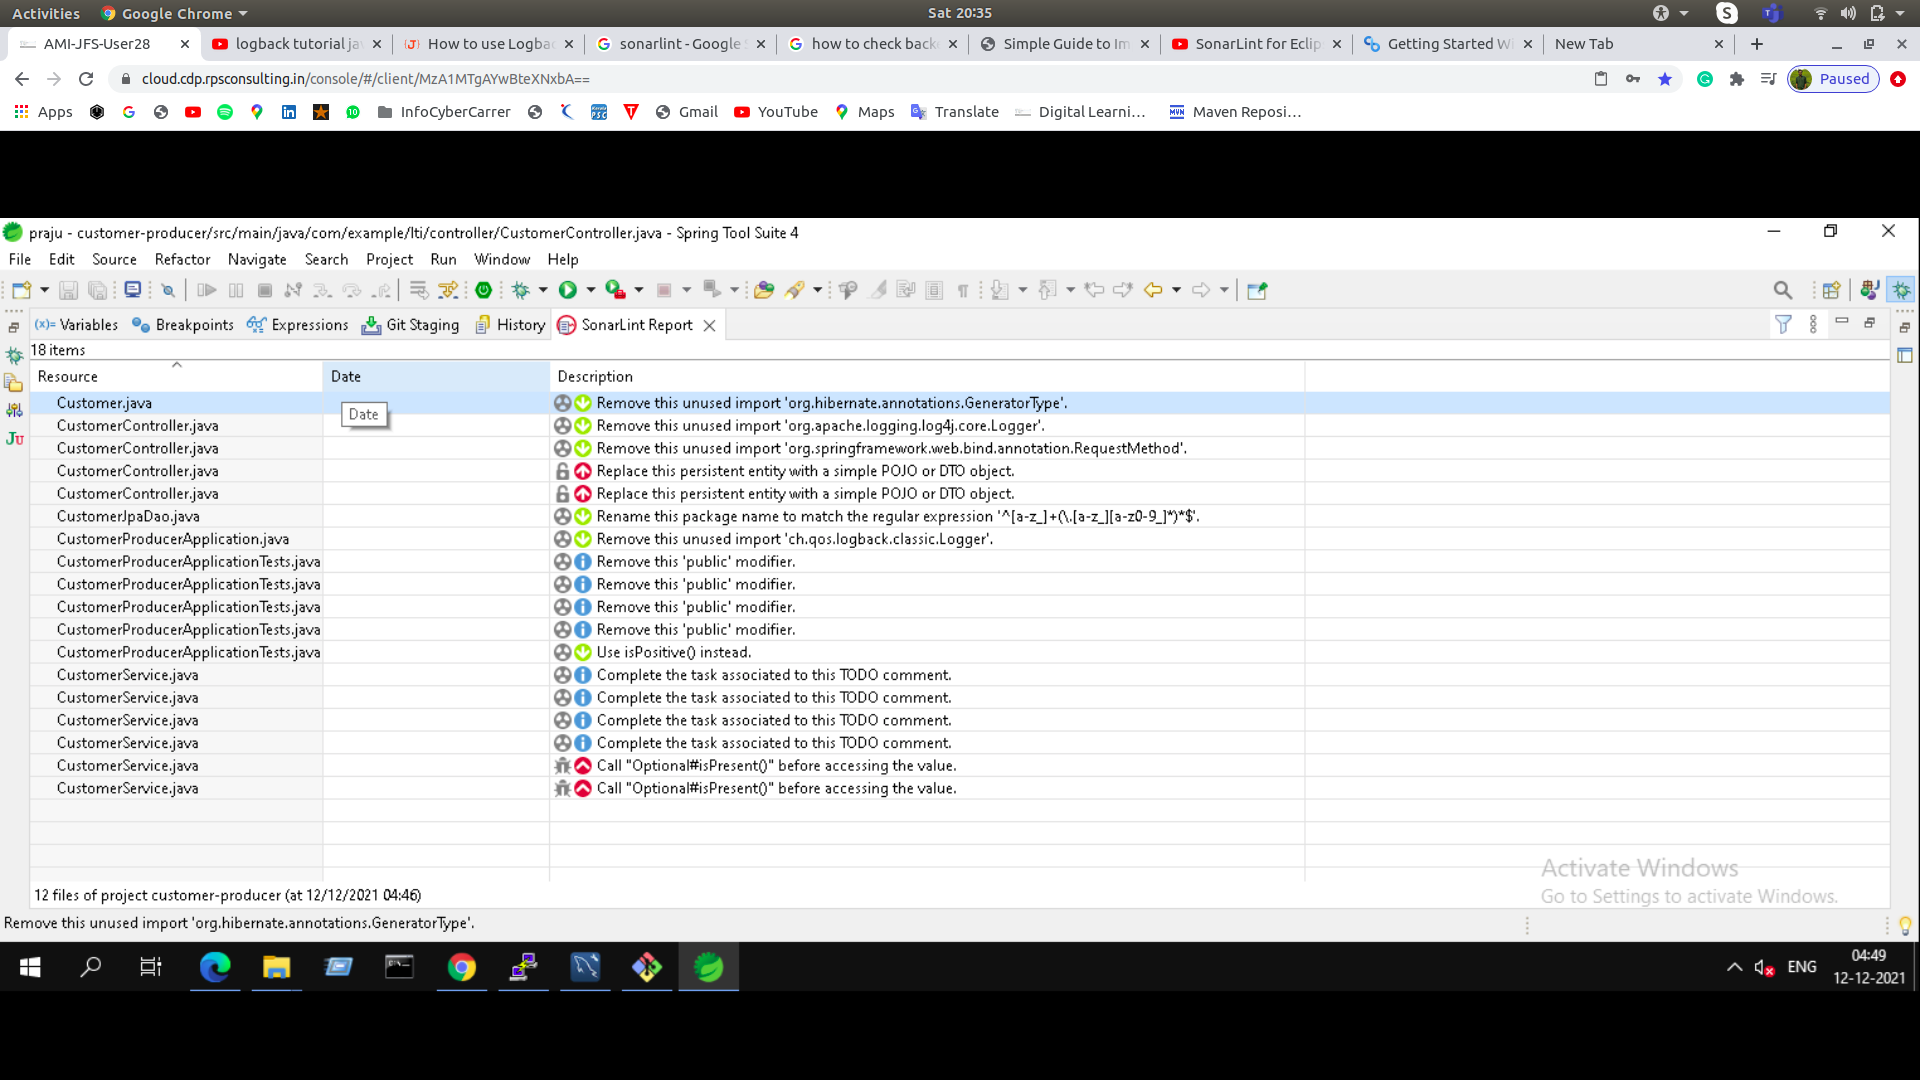 Activities Google Chrome Sat 20:35
AMI-JFS-User28 logback tutorial ja How to use Logba sonarlint - Google S how to check back Simple Guide to Im SonarLint for Eclip Getting Started Wi New Tab
cloud.cdp.rpsconsulting.in/console/#/client/MzA1MTgAYwBteXNxbA== Paused
Apps InfoCyberCarrer Gmail YouTube Maps Translate Digital Learni... Maven Reposi...
praju - customer-producer/src/main/java/com/example/lti/controller/CustomerController.java - Spring Tool Suite 4
File Edit Source Refactor Navigate Search Project Run Window Help
(x)= Variables Breakpoints Expressions Git Staging History SonarLint Report
18 items
Resource Date Description
Customer.java Remove this unused import 'org.hibernate.annotations.GeneratorType'.
Date
CustomerController.java Remove this unused import 'org.apache.logging.log4j.core.Logger'.
CustomerController.java Remove this unused import 'org.springframework.web.bind.annotation.RequestMethod'.
CustomerController.java Replace this persistent entity with a simple POJO or DTO object.
CustomerController.java Replace this persistent entity with a simple POJO or DTO object.
CustomerJpaDao.java Rename this package name to match the regular expression '^[a-z_]+(\.[a-z_][a-z0-9_]*)*$'.
CustomerProducerApplication.java Remove this unused import 'ch.qos.logback.classic.Logger'.
CustomerProducerApplicationTests.java Remove this 'public' modifier.
CustomerProducerApplicationTests.java Remove this 'public' modifier.
CustomerProducerApplicationTests.java Remove this 'public' modifier.
CustomerProducerApplicationTests.java Remove this 'public' modifier.
CustomerProducerApplicationTests.java Use isPositive() instead.
CustomerService.java Complete the task associated to this TODO comment.
CustomerService.java Complete the task associated to this TODO comment.
CustomerService.java Complete the task associated to this TODO comment.
CustomerService.java Complete the task associated to this TODO comment.
CustomerService.java Call "Optional#isPresent()" before accessing the value.
CustomerService.java Call "Optional#isPresent()" before accessing the value.
Activate Windows
Go to Settings to activate Windows.
12 files of project customer-producer (at 12/12/2021 04:46)
Remove this unused import 'org.hibernate.annotations.GeneratorType'.
ENG 04:49
12-12-2021